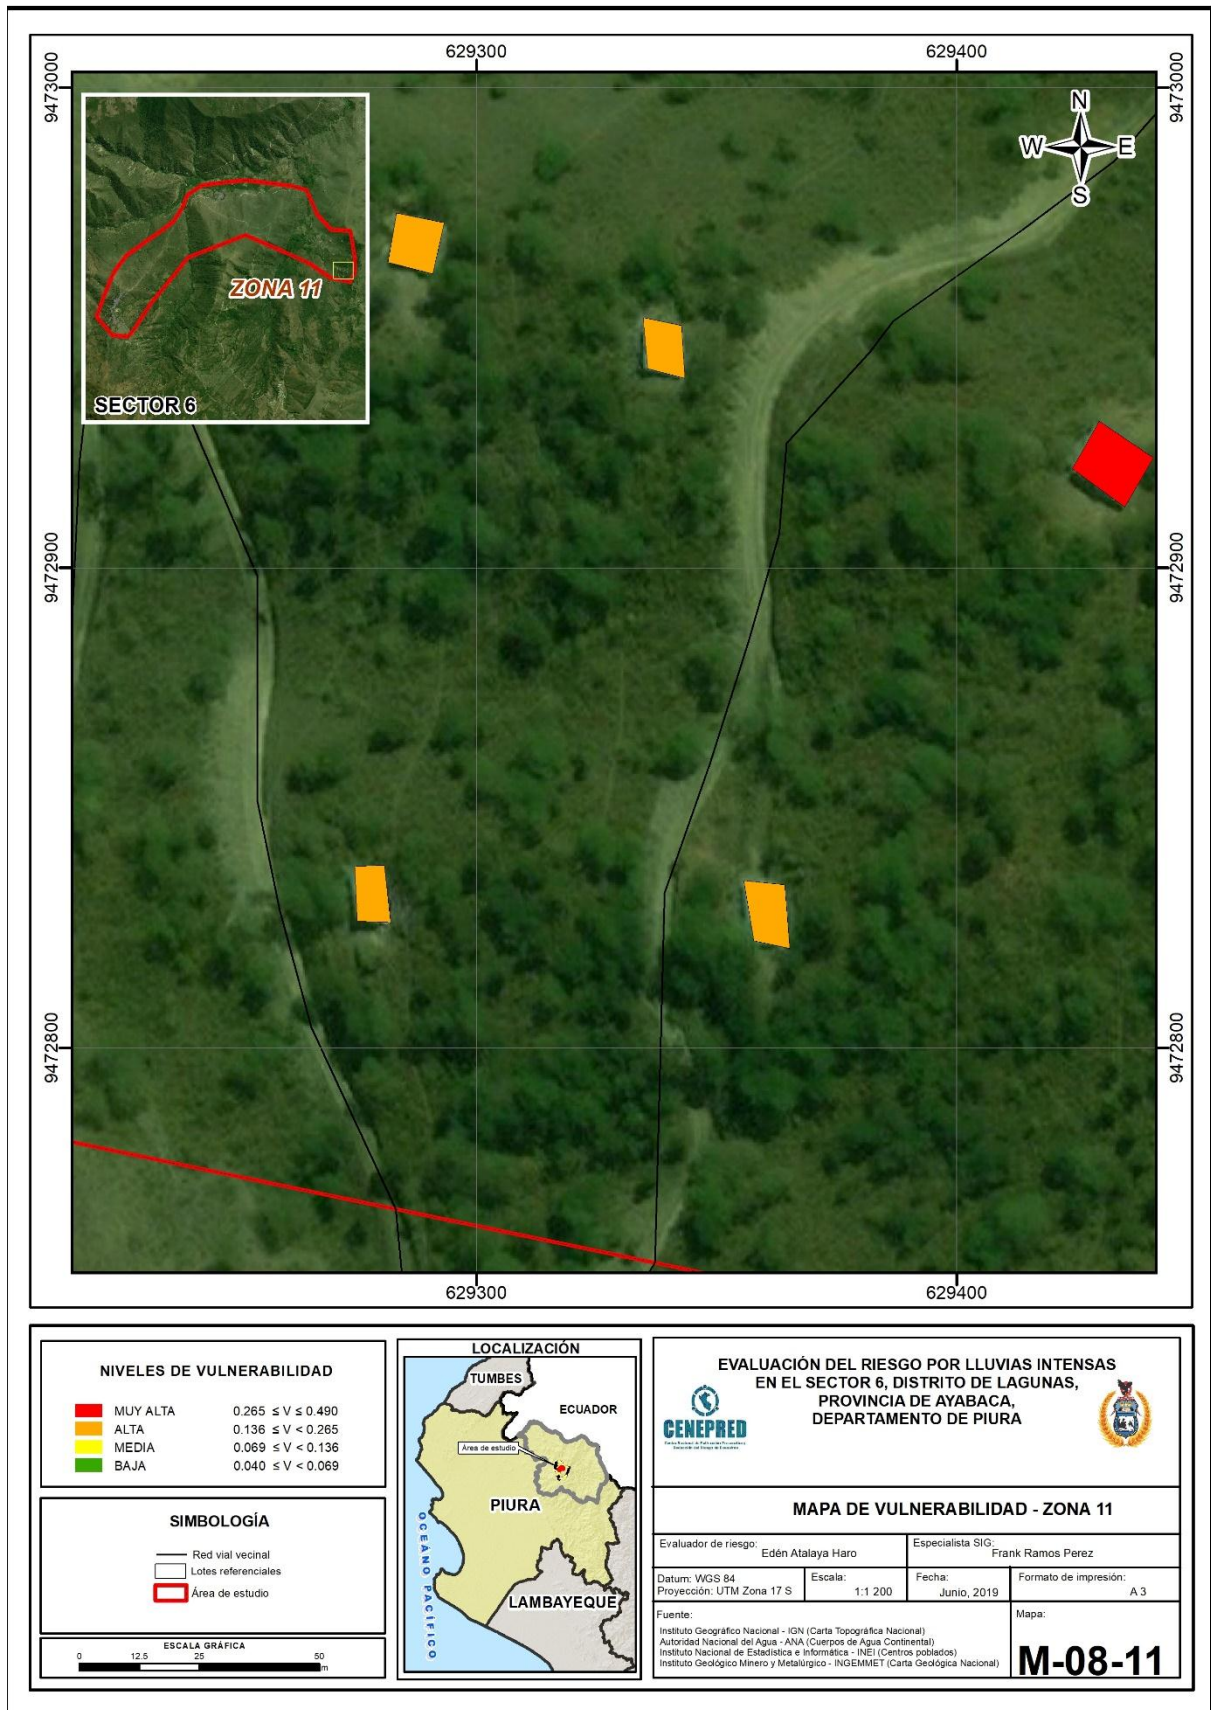 629300
629400
9473000
9473000
N
W
E
S
ZONA 11
SECTOR 6
9472900
9472900
9472800
9472800
629300
629400
NIVELES DE VULNERABILIDAD
MUY ALTA 0.265 ≤ V ≤ 0.490
ALTA 0.136 ≤ V < 0.265
MEDIA 0.069 ≤ V < 0.136
BAJA 0.040 ≤ V < 0.069
SIMBOLOGÍA
Red vial vecinal
Lotes referenciales
Área de estudio
ESCALA GRÁFICA
0 12.5 25 50
m
LOCALIZACIÓN
TUMBES
ECUADOR
Área de estudio
PIURA
OCEÁNO PACÍFICO
LAMBAYEQUE
EVALUACIÓN DEL RIESGO POR LLUVIAS INTENSAS
EN EL SECTOR 6, DISTRITO DE LAGUNAS,
PROVINCIA DE AYABACA,
DEPARTAMENTO DE PIURA
CENEPRED
MAPA DE VULNERABILIDAD - ZONA 11
Evaluador de riesgo: Edén Atalaya Haro
Especialista SIG: Frank Ramos Perez
Datum: WGS 84
Proyección: UTM Zona 17 S
Escala: 1:1 200
Fecha: Junio, 2019
Formato de impresión: A 3
Fuente:
Instituto Geográfico Nacional - IGN (Carta Topográfica Nacional)
Autoridad Nacional del Agua - ANA (Cuerpos de Agua Continental)
Instituto Nacional de Estadística e Informática - INEI (Centros poblados)
Instituto Geológico Minero y Metalúrgico - INGEMMET (Carta Geológica Nacional)
Mapa:
M-08-11